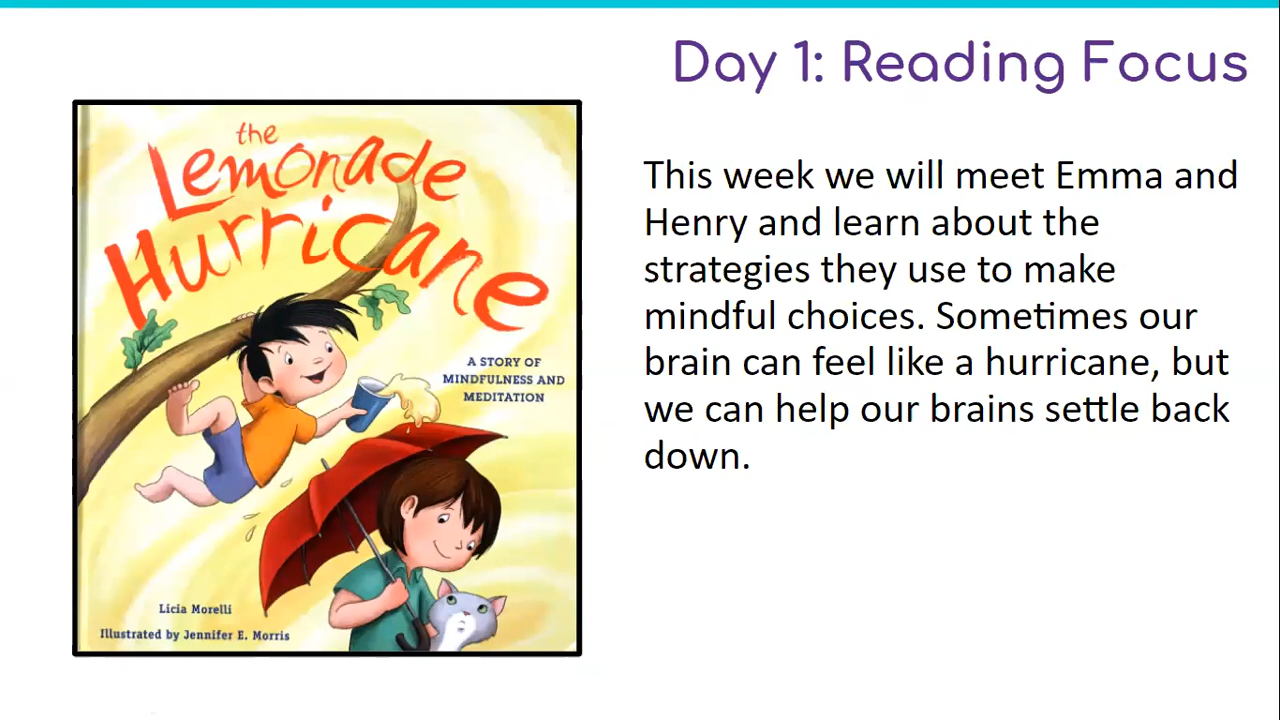 Day 1: Reading Focus
the
Lemonade
Hurricane
A STORY OF
MINDFULNESS AND
MEDITATION
Licia Morelli
Illustrated by Jennifer E. Morris
This week we will meet Emma and
Henry and learn about the
strategies they use to make
mindful choices. Sometimes our
brain can feel like a hurricane, but
we can help our brains settle back
down.